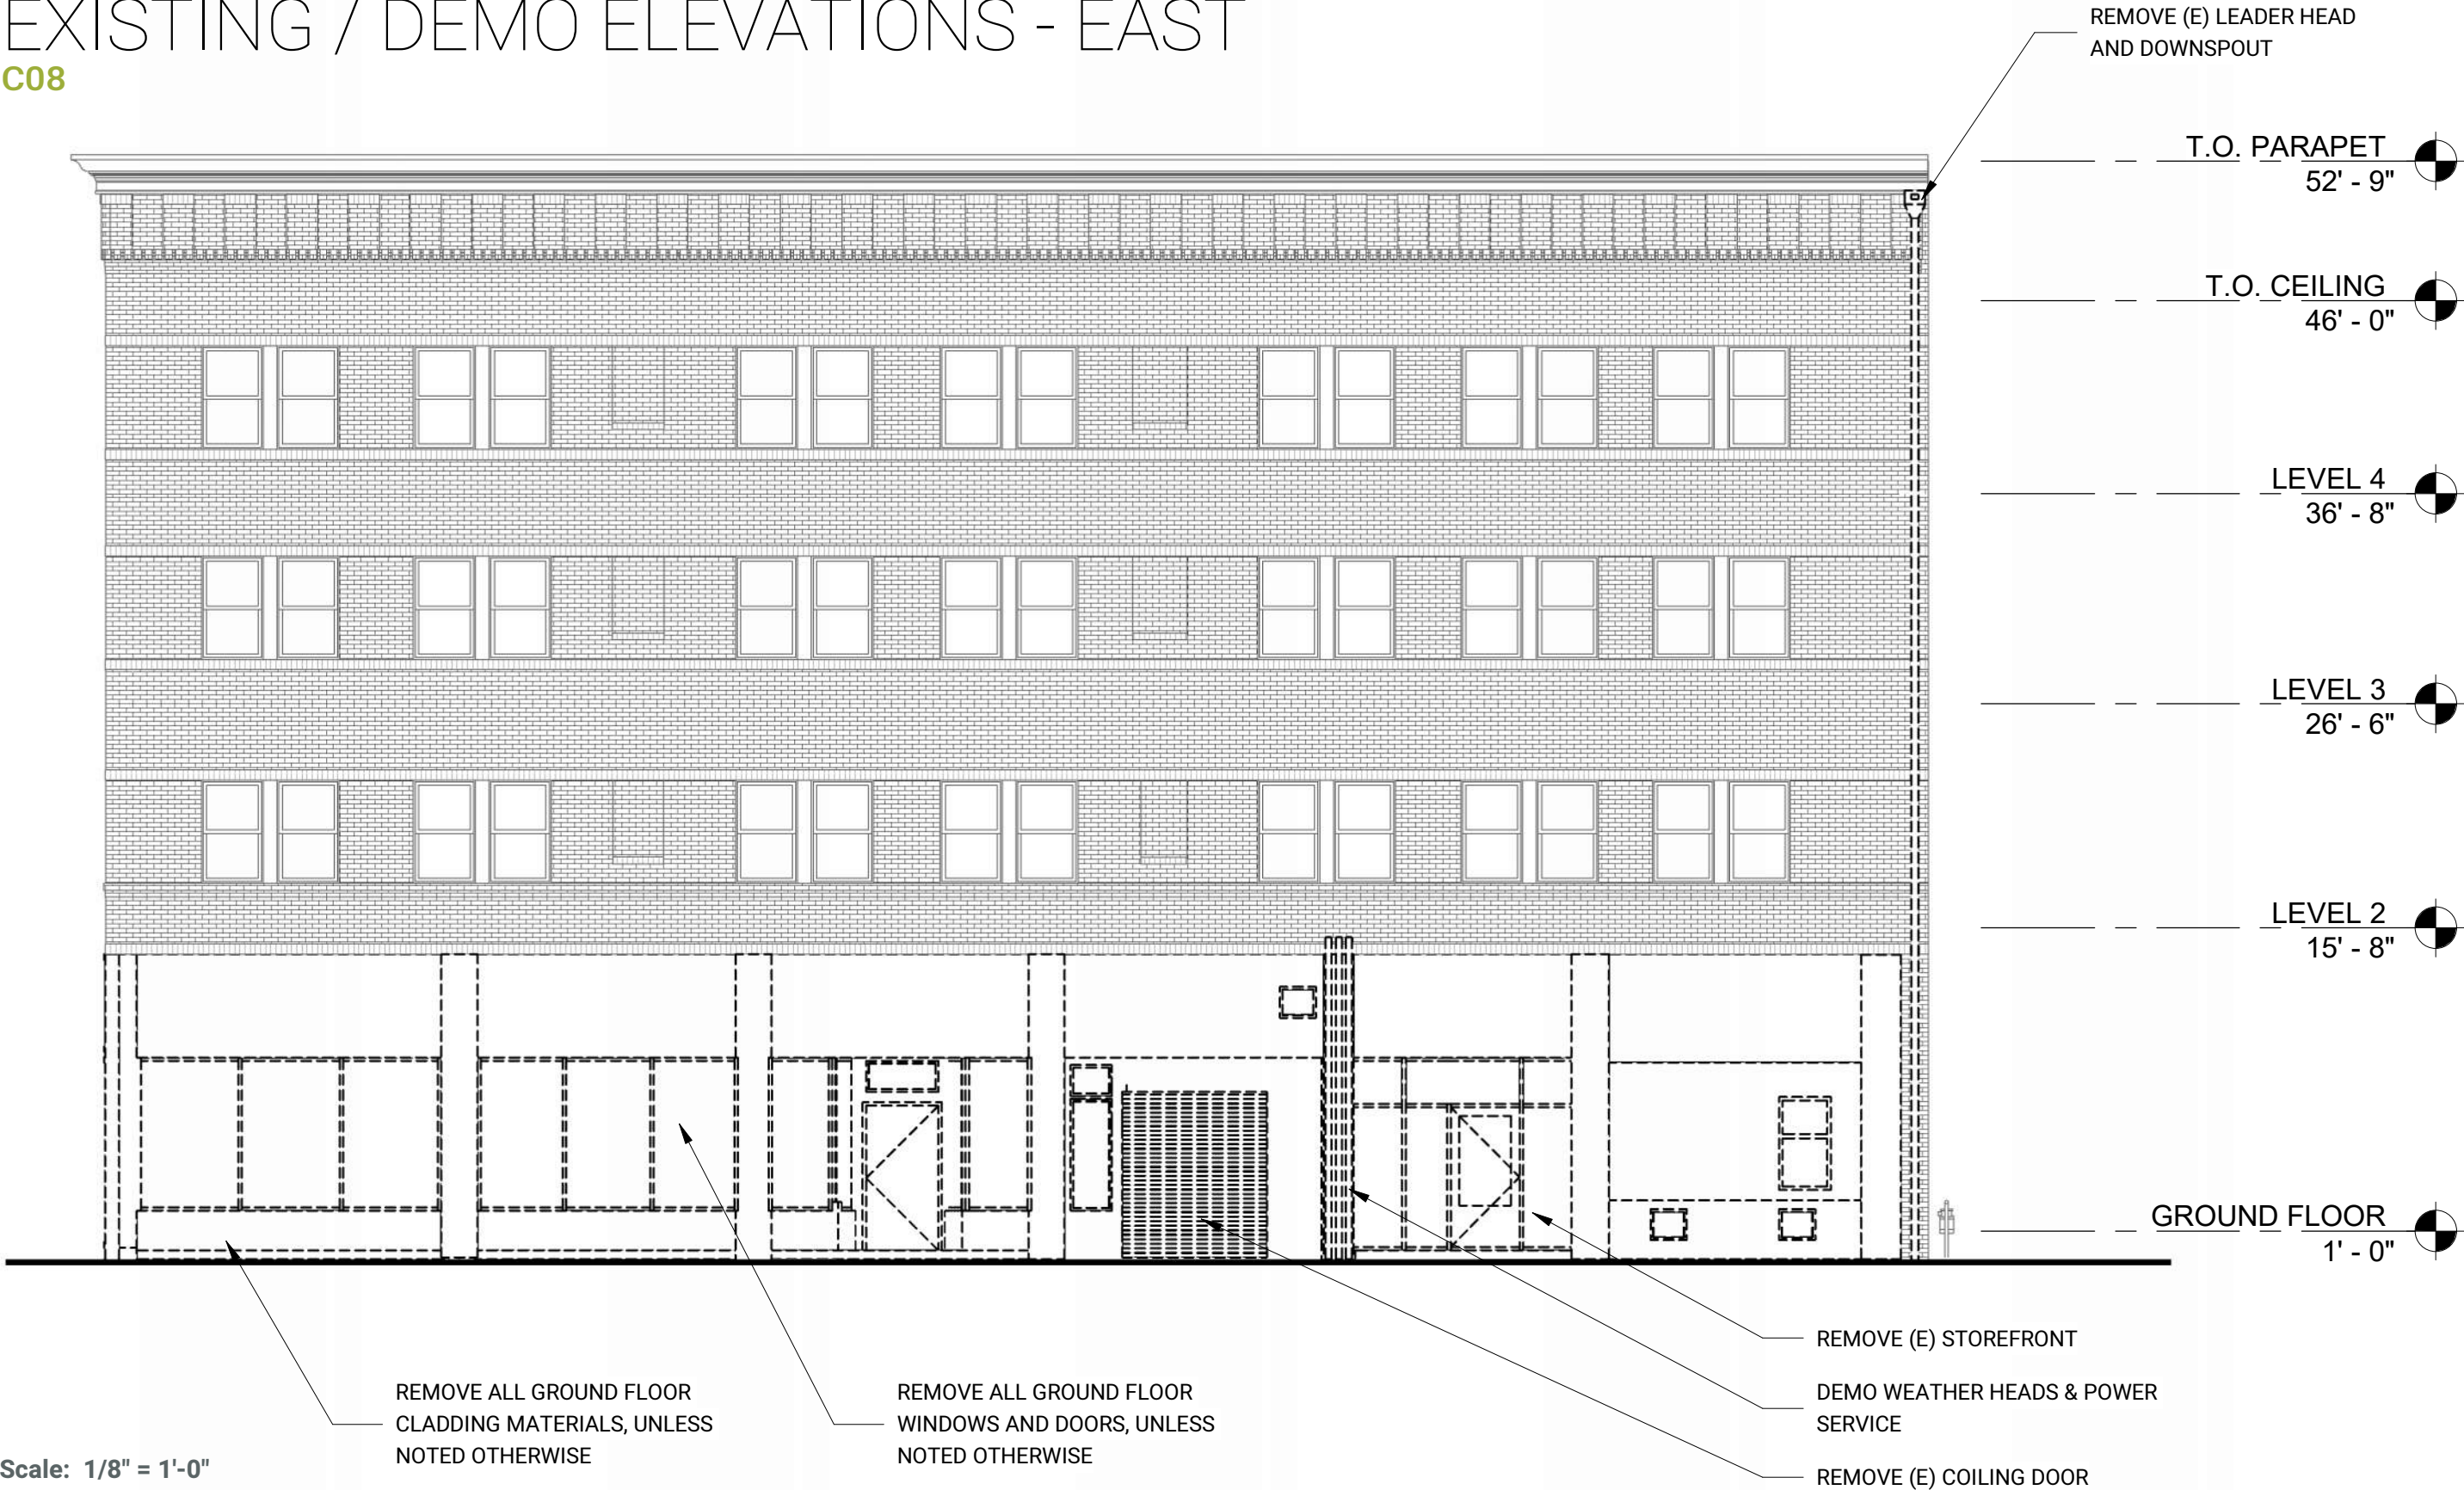 EXISTING / DEMO ELEVATIONS - EAST
C08
REMOVE (E) LEADER HEAD
AND DOWNSPOUT
T.O. PARAPET
52' - 9"
T.O. CEILING
46' - 0"
LEVEL 4
36' - 8"
LEVEL 3
26' - 6"
LEVEL 2
15' - 8"
GROUND FLOOR
1' - 0"
REMOVE ALL GROUND FLOOR
CLADDING MATERIALS, UNLESS
NOTED OTHERWISE
REMOVE ALL GROUND FLOOR
WINDOWS AND DOORS, UNLESS
NOTED OTHERWISE
REMOVE (E) STOREFRONT
DEMO WEATHER HEADS & POWER
SERVICE
REMOVE (E) COILING DOOR
Scale: 1/8" = 1'-0"